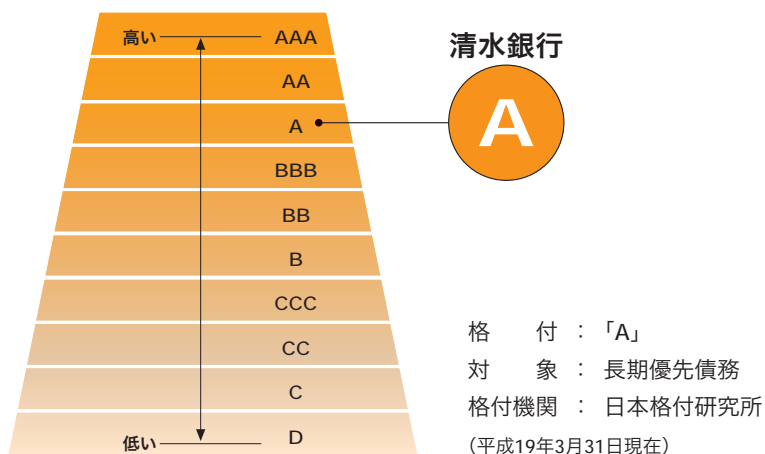 高い AAA
AA
A
BBB
BB
B
CCC
CC
C
低い D
清水銀行
A
格　　付 ： 「A」
対　　象 ： 長期優先債務
格付機関 ： 日本格付研究所
（平成19年3月31日現在）